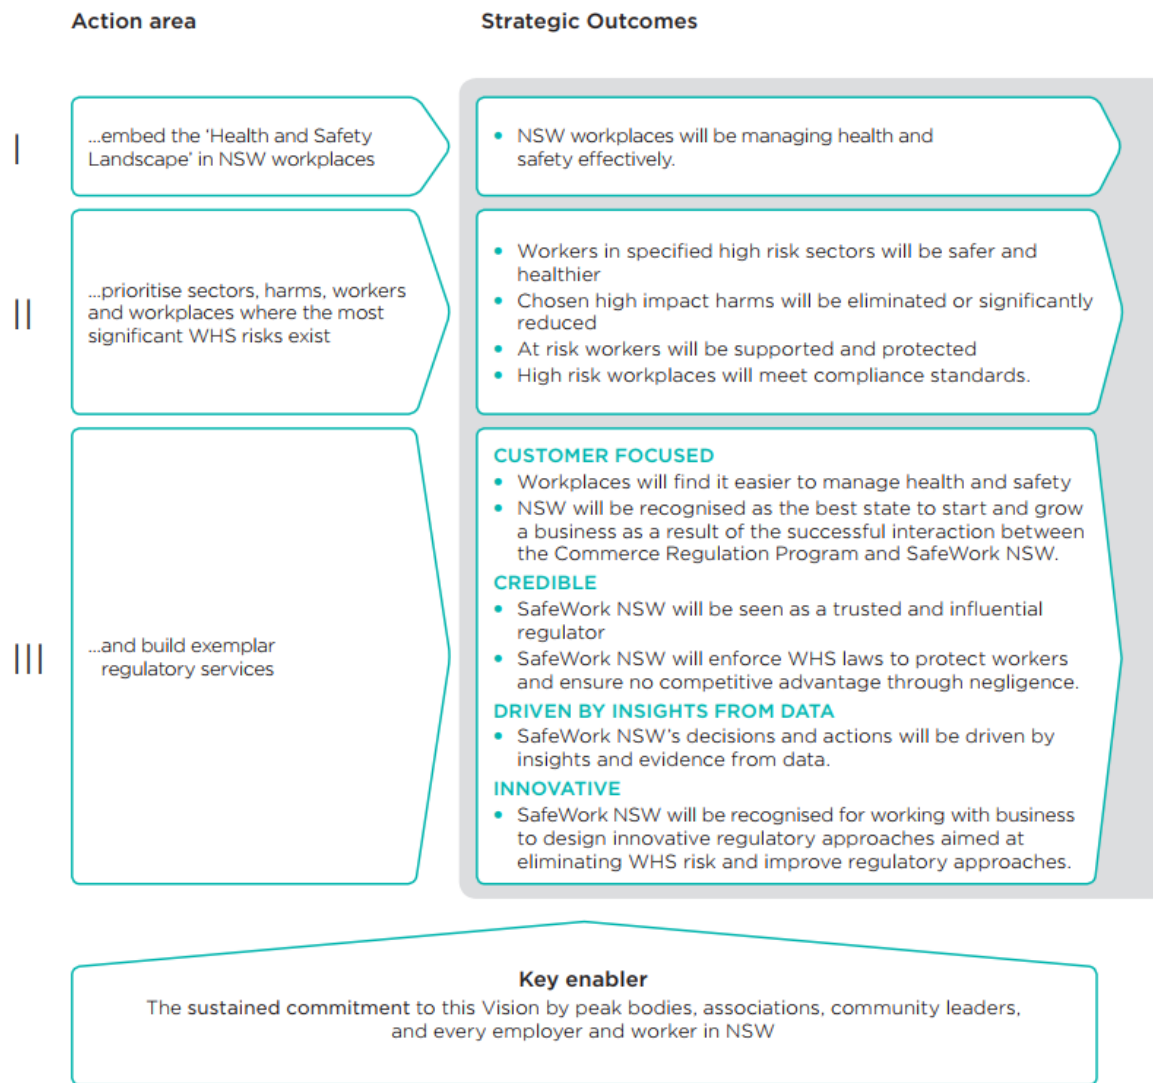 Action area
Strategic Outcomes
I
...embed the 'Health and Safety
Landscape' in NSW workplaces
• NSW workplaces will be managing health and
safety effectively.
II
...prioritise sectors, harms, workers
and workplaces where the most
significant WHS risks exist
• Workers in specified high risk sectors will be safer and
healthier
• Chosen high impact harms will be eliminated or significantly
reduced
• At risk workers will be supported and protected
• High risk workplaces will meet compliance standards.
III
...and build exemplar
regulatory services
CUSTOMER FOCUSED
• Workplaces will find it easier to manage health and safety
• NSW will be recognised as the best state to start and grow
a business as a result of the successful interaction between
the Commerce Regulation Program and SafeWork NSW.
CREDIBLE
• SafeWork NSW will be seen as a trusted and influential
regulator
• SafeWork NSW will enforce WHS laws to protect workers
and ensure no competitive advantage through negligence.
DRIVEN BY INSIGHTS FROM DATA
• SafeWork NSW's decisions and actions will be driven by
insights and evidence from data.
INNOVATIVE
• SafeWork NSW will be recognised for working with business
to design innovative regulatory approaches aimed at
eliminating WHS risk and improve regulatory approaches.
Key enabler
The sustained commitment to this Vision by peak bodies, associations, community leaders,
and every employer and worker in NSW